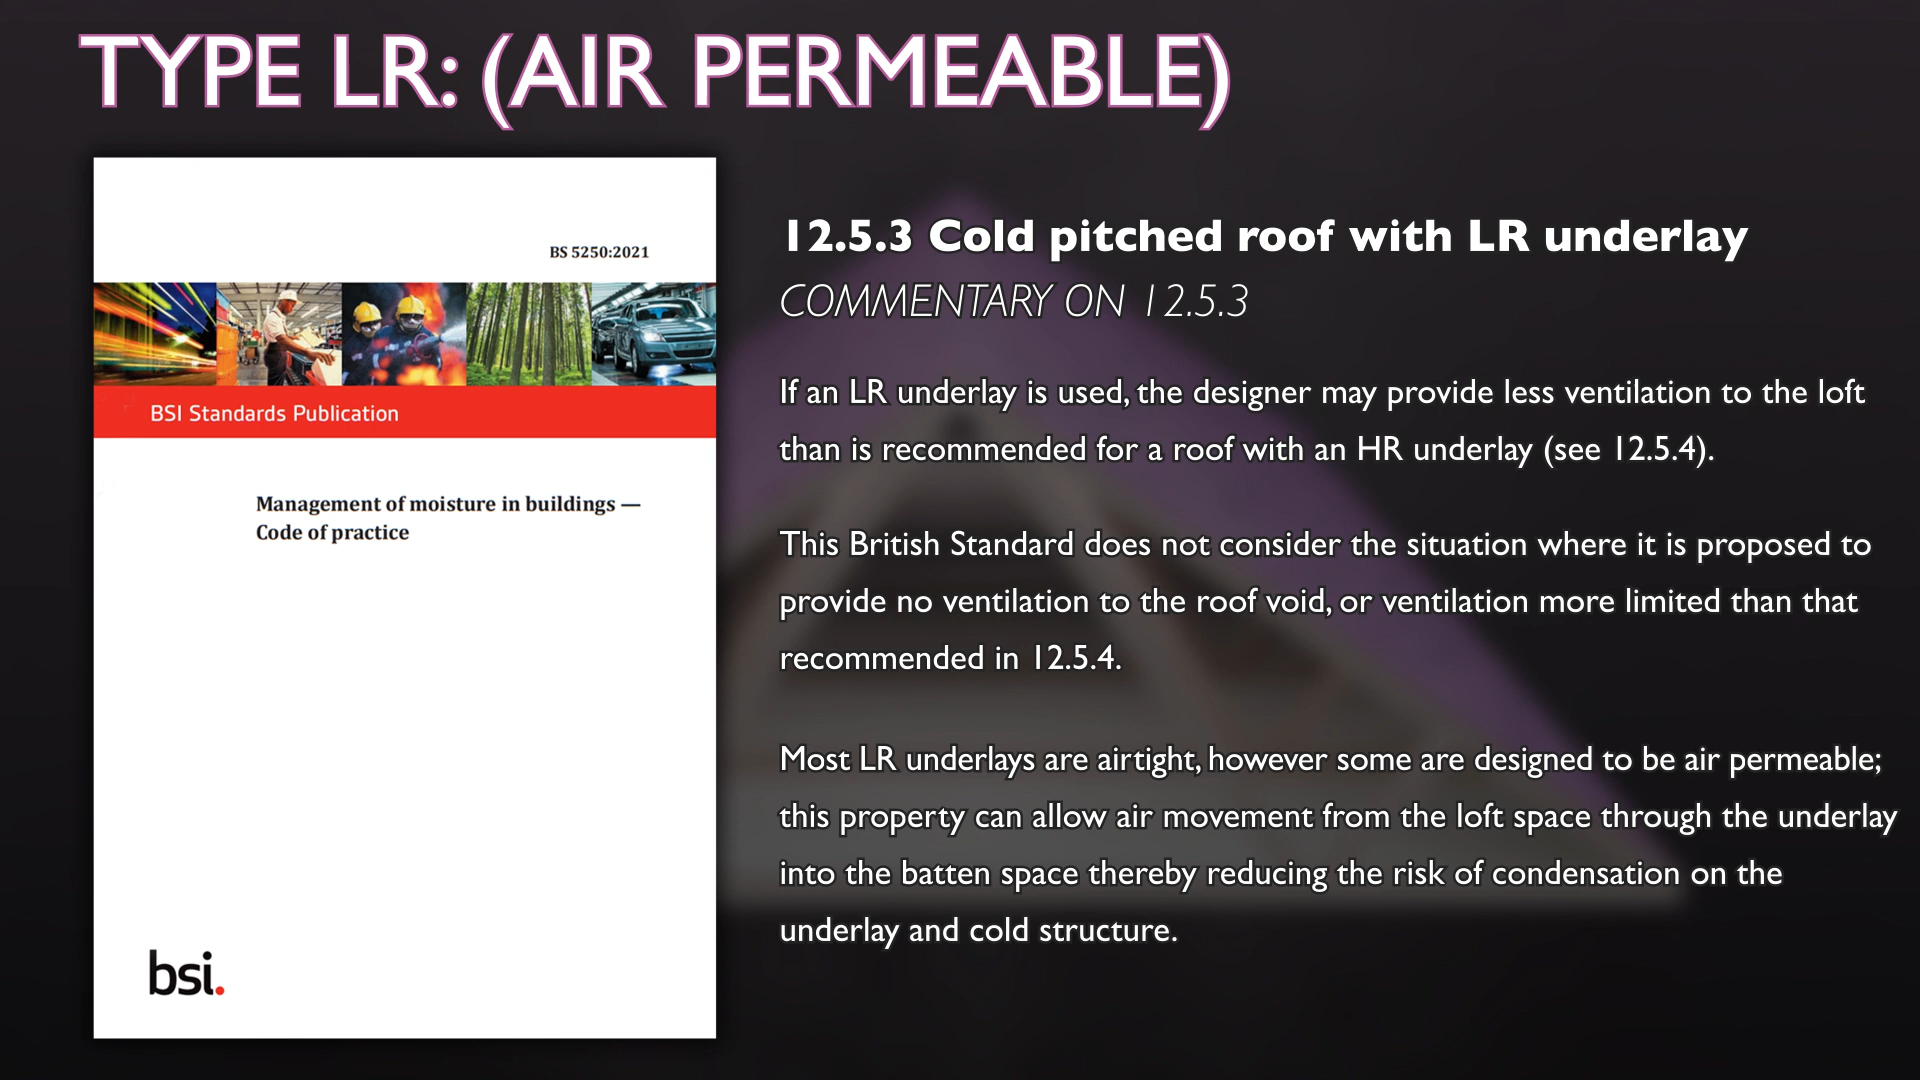 TYPE LR: (AIR PERMEABLE)
BS 5250:2021
BSI Standards Publication
Management of moisture in buildings —
Code of practice
bsi.
12.5.3 Cold pitched roof with LR underlay
COMMENTARY ON 12.5.3
If an LR underlay is used, the designer may provide less ventilation to the loft
than is recommended for a roof with an HR underlay (see 12.5.4).
This British Standard does not consider the situation where it is proposed to
provide no ventilation to the roof void, or ventilation more limited than that
recommended in 12.5.4.
Most LR underlays are airtight, however some are designed to be air permeable;
this property can allow air movement from the loft space through the underlay
into the batten space thereby reducing the risk of condensation on the
underlay and cold structure.